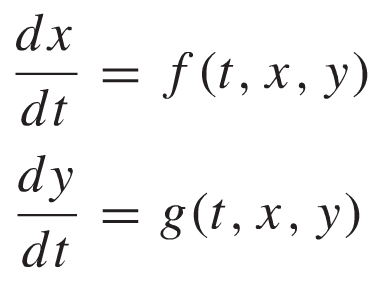 dx/dt = f(t, x, y)
dy/dt = g(t, x, y)